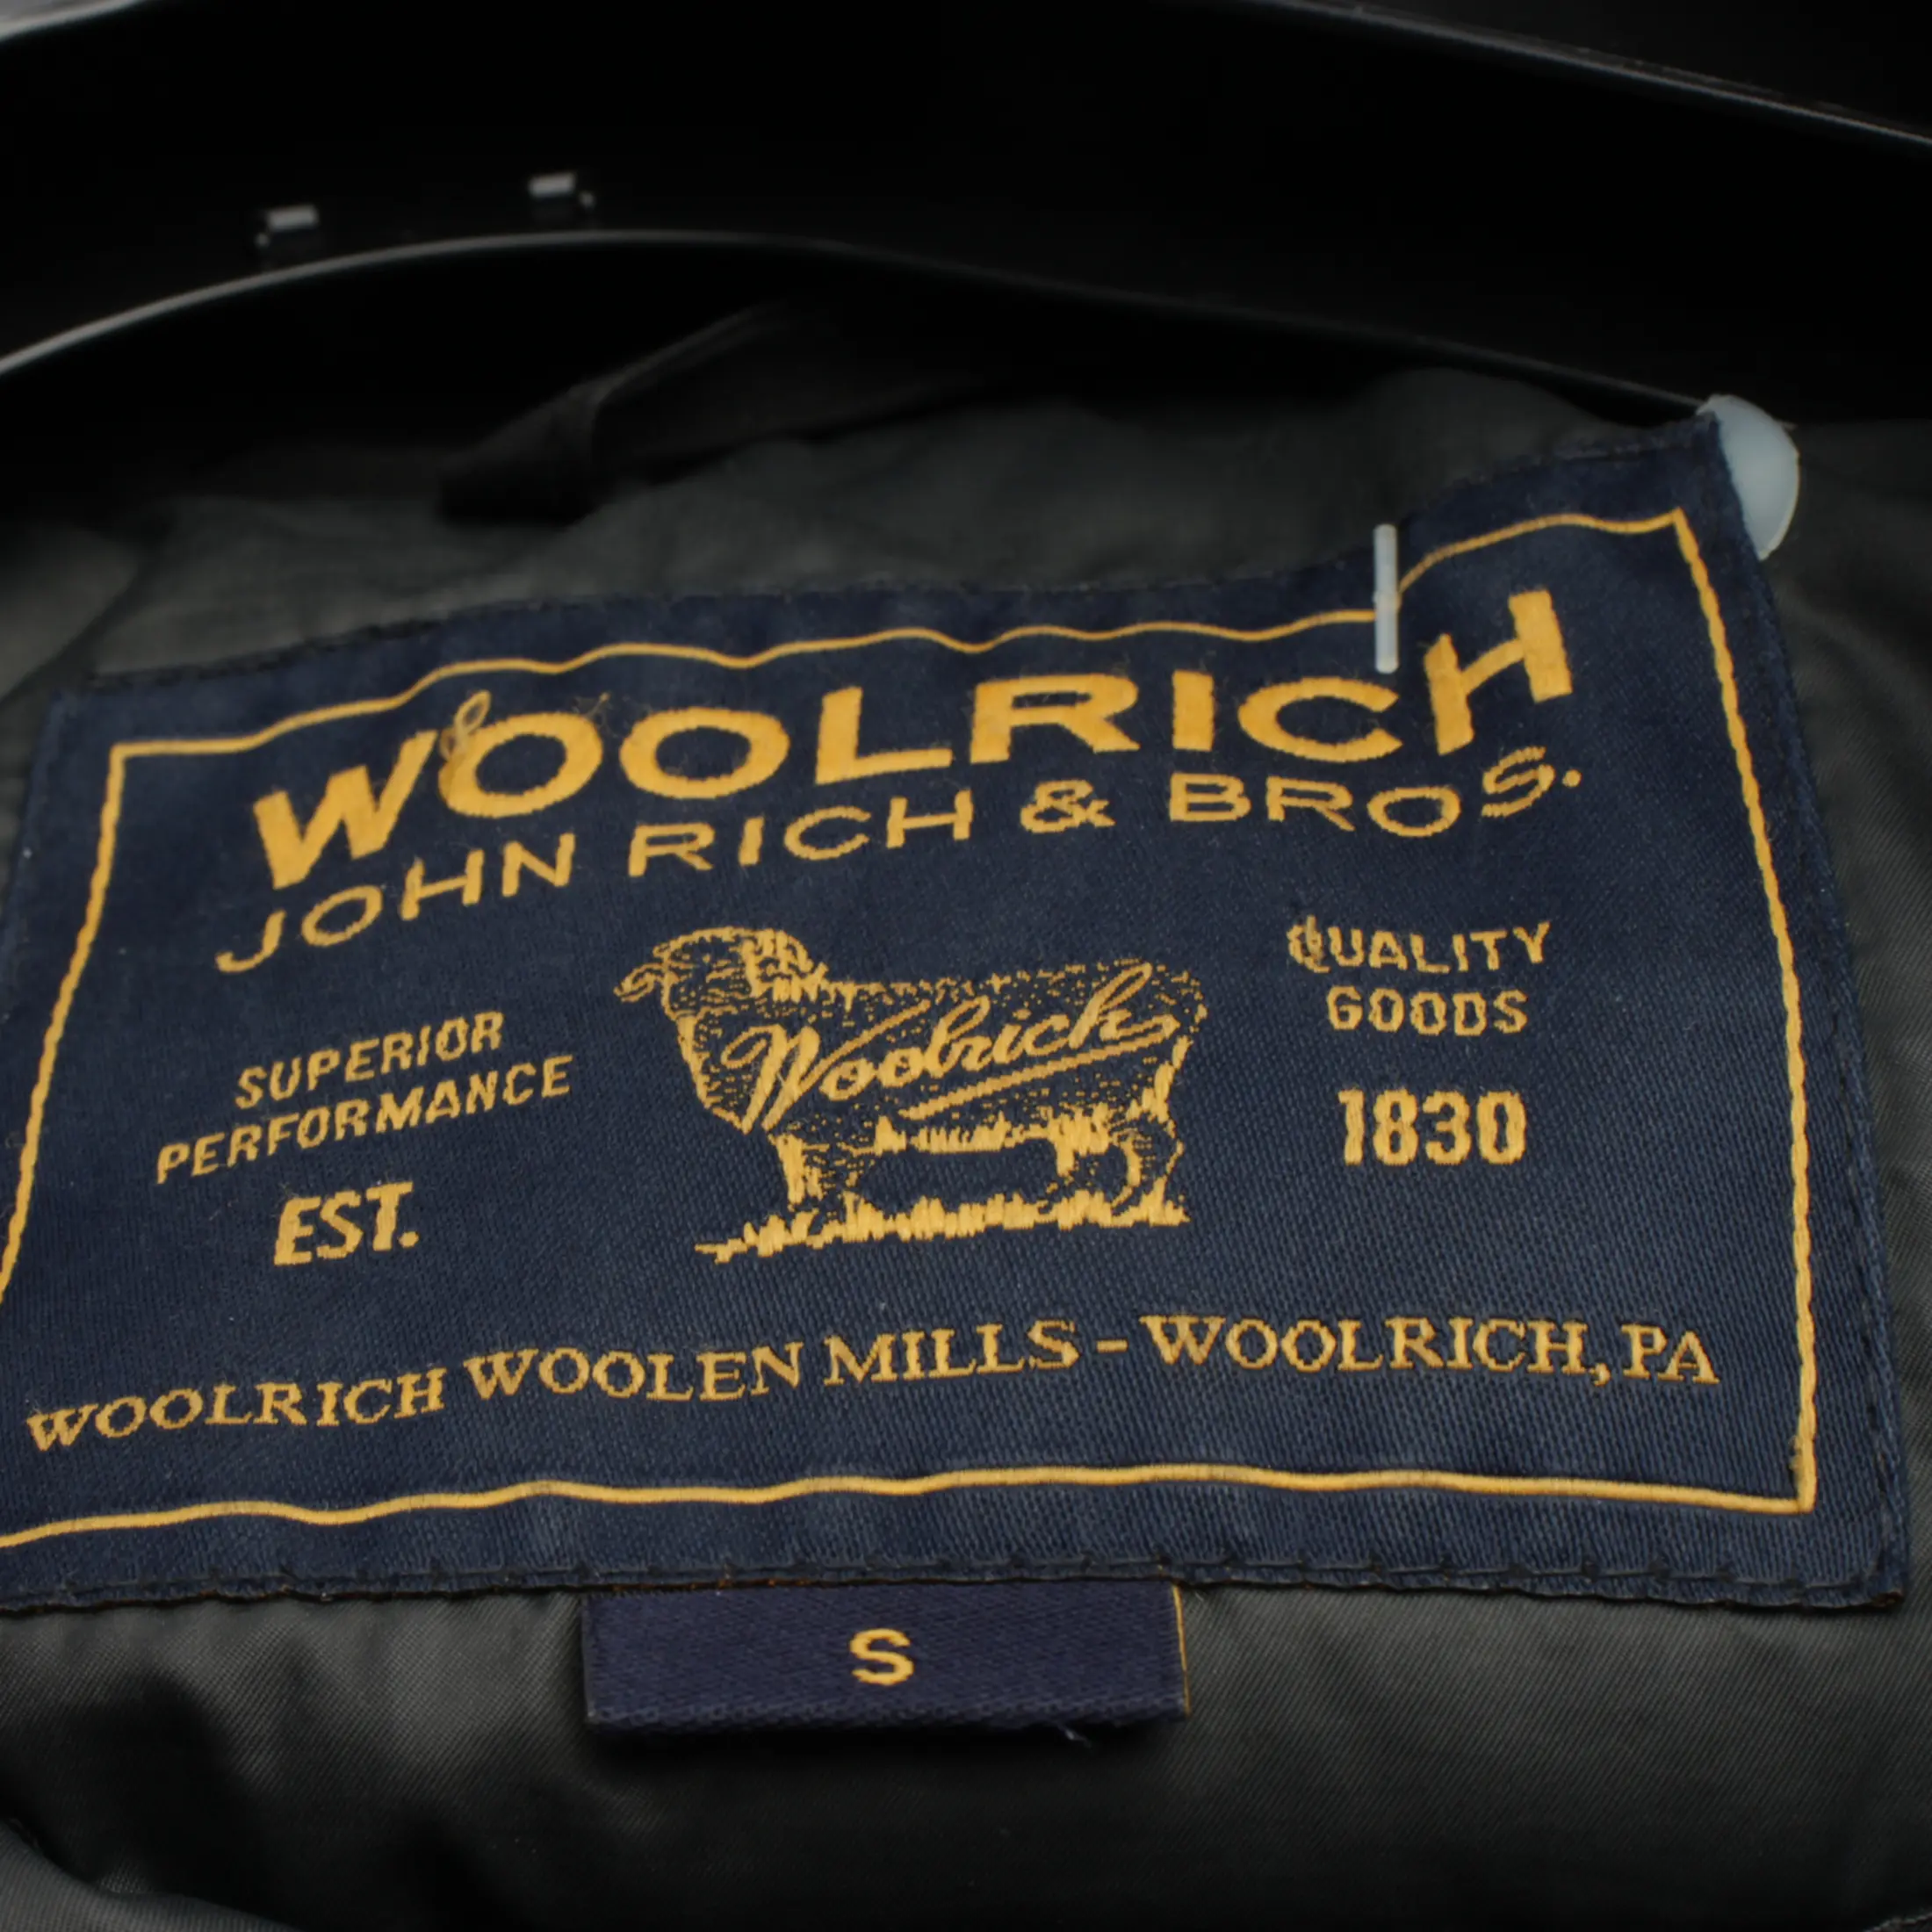 WOOLRICH
JOHN RICH & BROS.
SUPERIOR
PERFORMANCE
EST.
Woolrich
QUALITY
GOODS
1830
WOOLRICH WOOLEN MILLS - WOOLRICH, PA
S